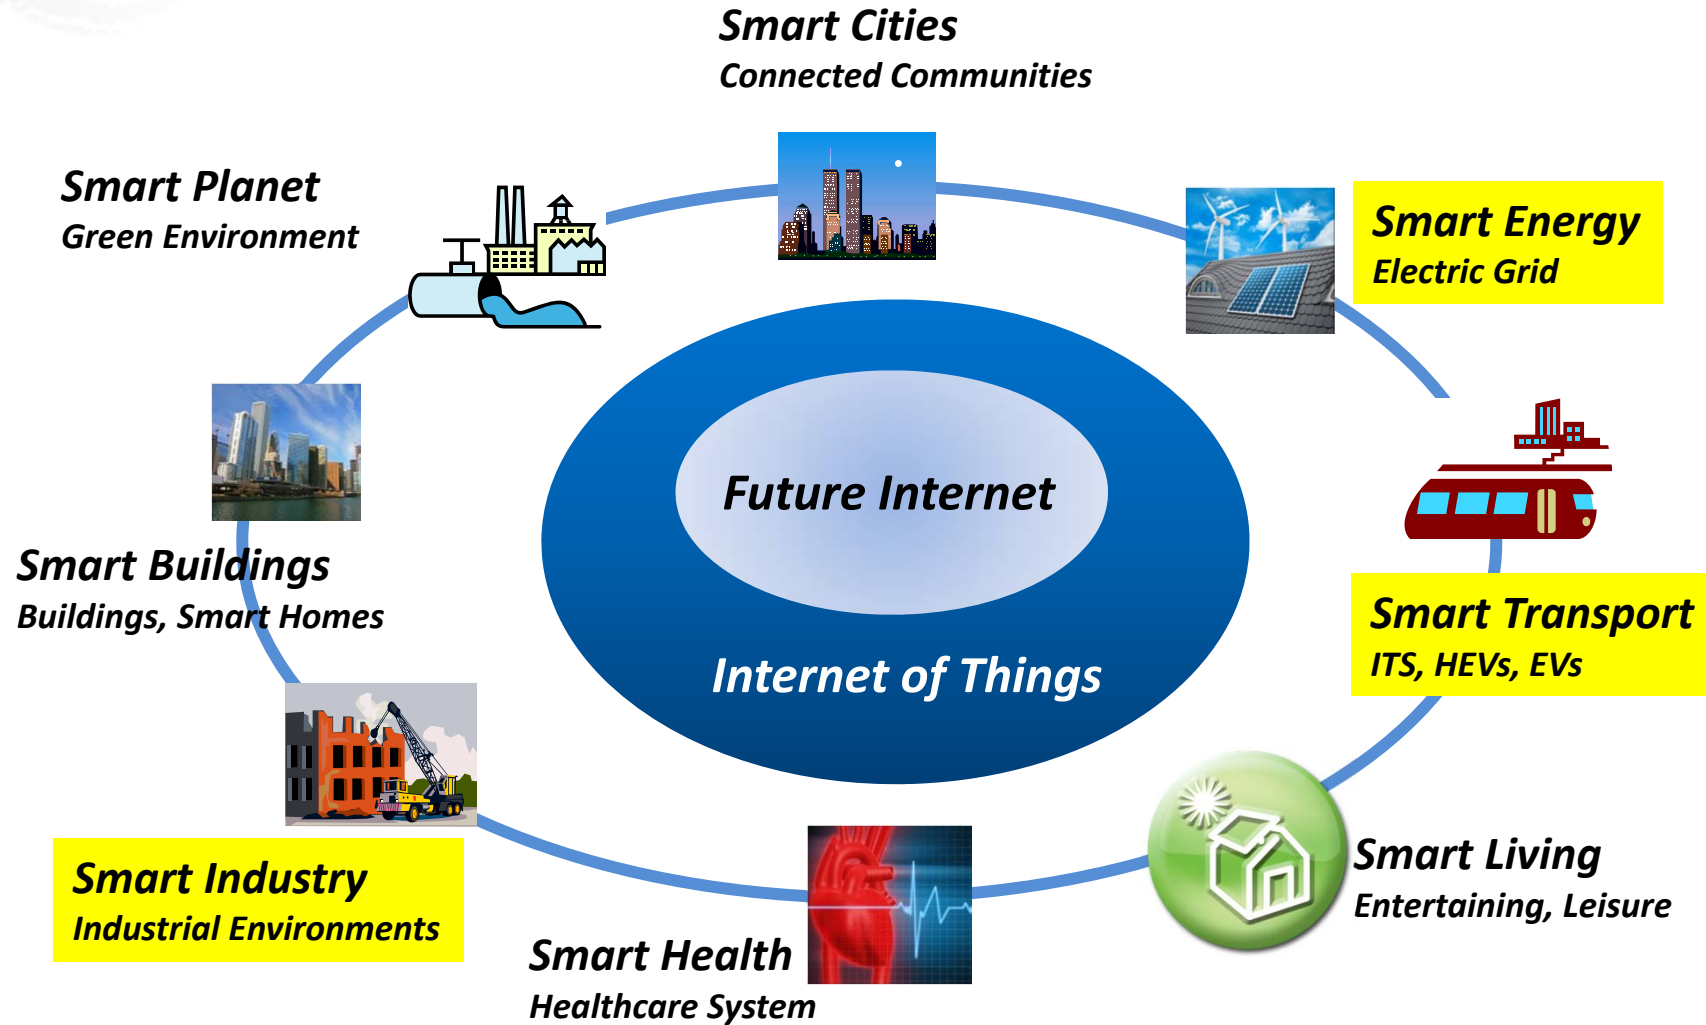 Smart Cities
Connected Communities
Smart Planet
Green Environment
Smart Energy
Electric Grid
Future Internet
Smart Buildings
Buildings, Smart Homes
Smart Transport
ITS, HEVs, EVs
Internet of Things
Smart Living
Entertaining, Leisure
Smart Industry
Industrial Environments
Smart Health
Healthcare System